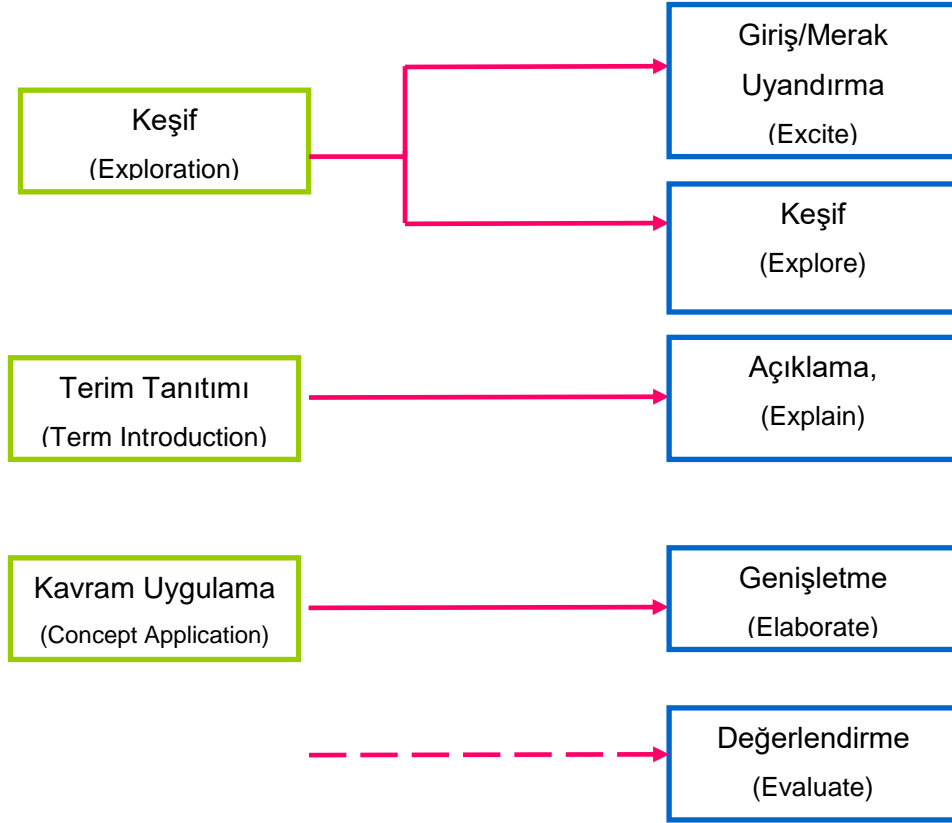 Giriş/Merak
Uyandırma
(Excite)
Keşif
(Exploration)
Keşif
(Explore)
Terim Tanıtımı
(Term Introduction)
Açıklama,
(Explain)
Kavram Uygulama
(Concept Application)
Genişletme
(Elaborate)
Değerlendirme
(Evaluate)